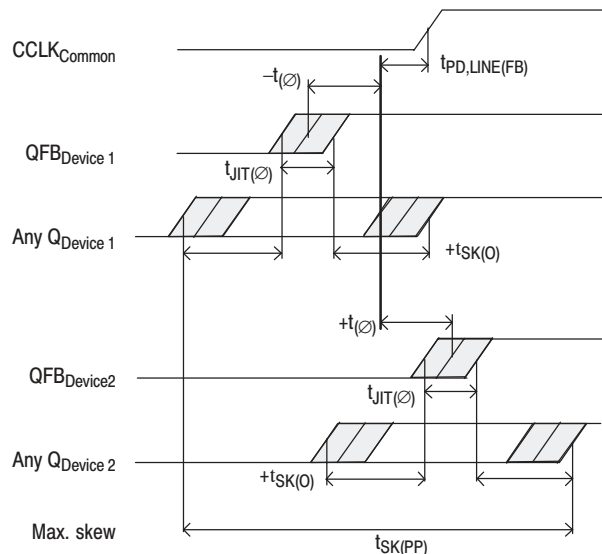 CCLKCommon
tPD,LINE(FB)
–t(∅)
QFBDevice 1
tJIT(∅)
Any QDevice 1
+tSK(O)
+t(∅)
QFBDevice2
tJIT(∅)
Any QDevice 2
+tSK(O)
Max. skew
tSK(PP)